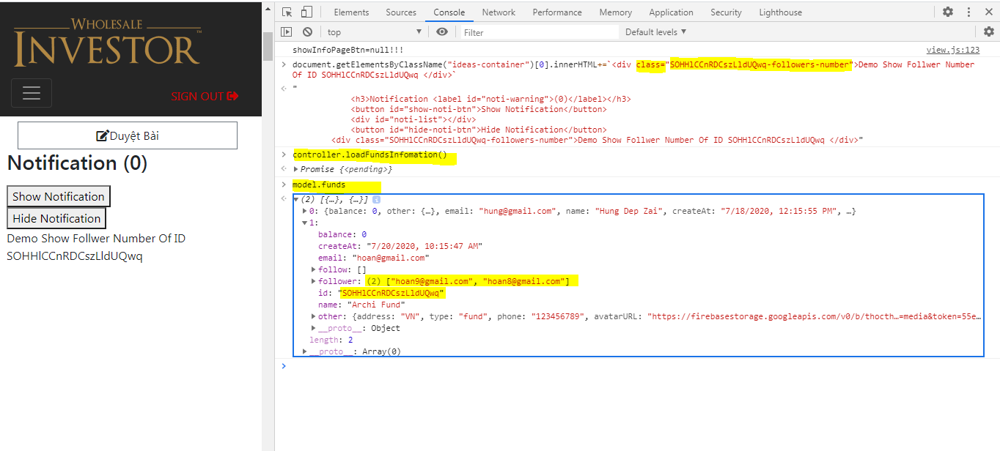 WHOLESALE
INVESTOR™
SIGN OUT
Duyệt Bài
Notification (0)
Show Notification
Hide Notification
Demo Show Follwer Number Of ID
SOHHlCCnRDCszLldUQwq
Elements Sources Console Network Performance Memory Application Security Lighthouse
top Filter Default levels
showInfoPageBtn=null!!! view.js:123
document.getElementsByClassName("ideas-container")[0].innerHTML+=`<div class="SOHHlCCnRDCszLldUQwq-followers-number">Demo Show Follwer Number
Of ID SOHHlCCnRDCszLldUQwq </div>`
"
<h3>Notification <label id="noti-warning">(0)</label></h3>
<button id="show-noti-btn">Show Notification</button>
<div id="noti-list"></div>
<button id="hide-noti-btn">Hide Notification</button>
<div class="SOHHlCCnRDCszLldUQwq-followers-number">Demo Show Follwer Number Of ID SOHHlCCnRDCszLldUQwq </div>"
controller.loadFundsInfomation()
Promise {<pending>}
model.funds
(2) [{…}, {…}]
0: {balance: 0, other: {…}, email: "hung@gmail.com", name: "Hung Dep Zai", createAt: "7/18/2020, 12:15:55 PM", …}
1:
balance: 0
createAt: "7/20/2020, 10:15:47 AM"
email: "hoan@gmail.com"
follow: []
follower: (2) ["hoan9@gmail.com", "hoan8@gmail.com"]
id: "SOHHlCCnRDCszLldUQwq"
name: "Archi Fund"
other: {address: "VN", type: "fund", phone: "123456789", avatarURL: "https://firebasestorage.googleapis.com/v0/b/thocth…=media&token=55e…
__proto__: Object
length: 2
__proto__: Array(0)